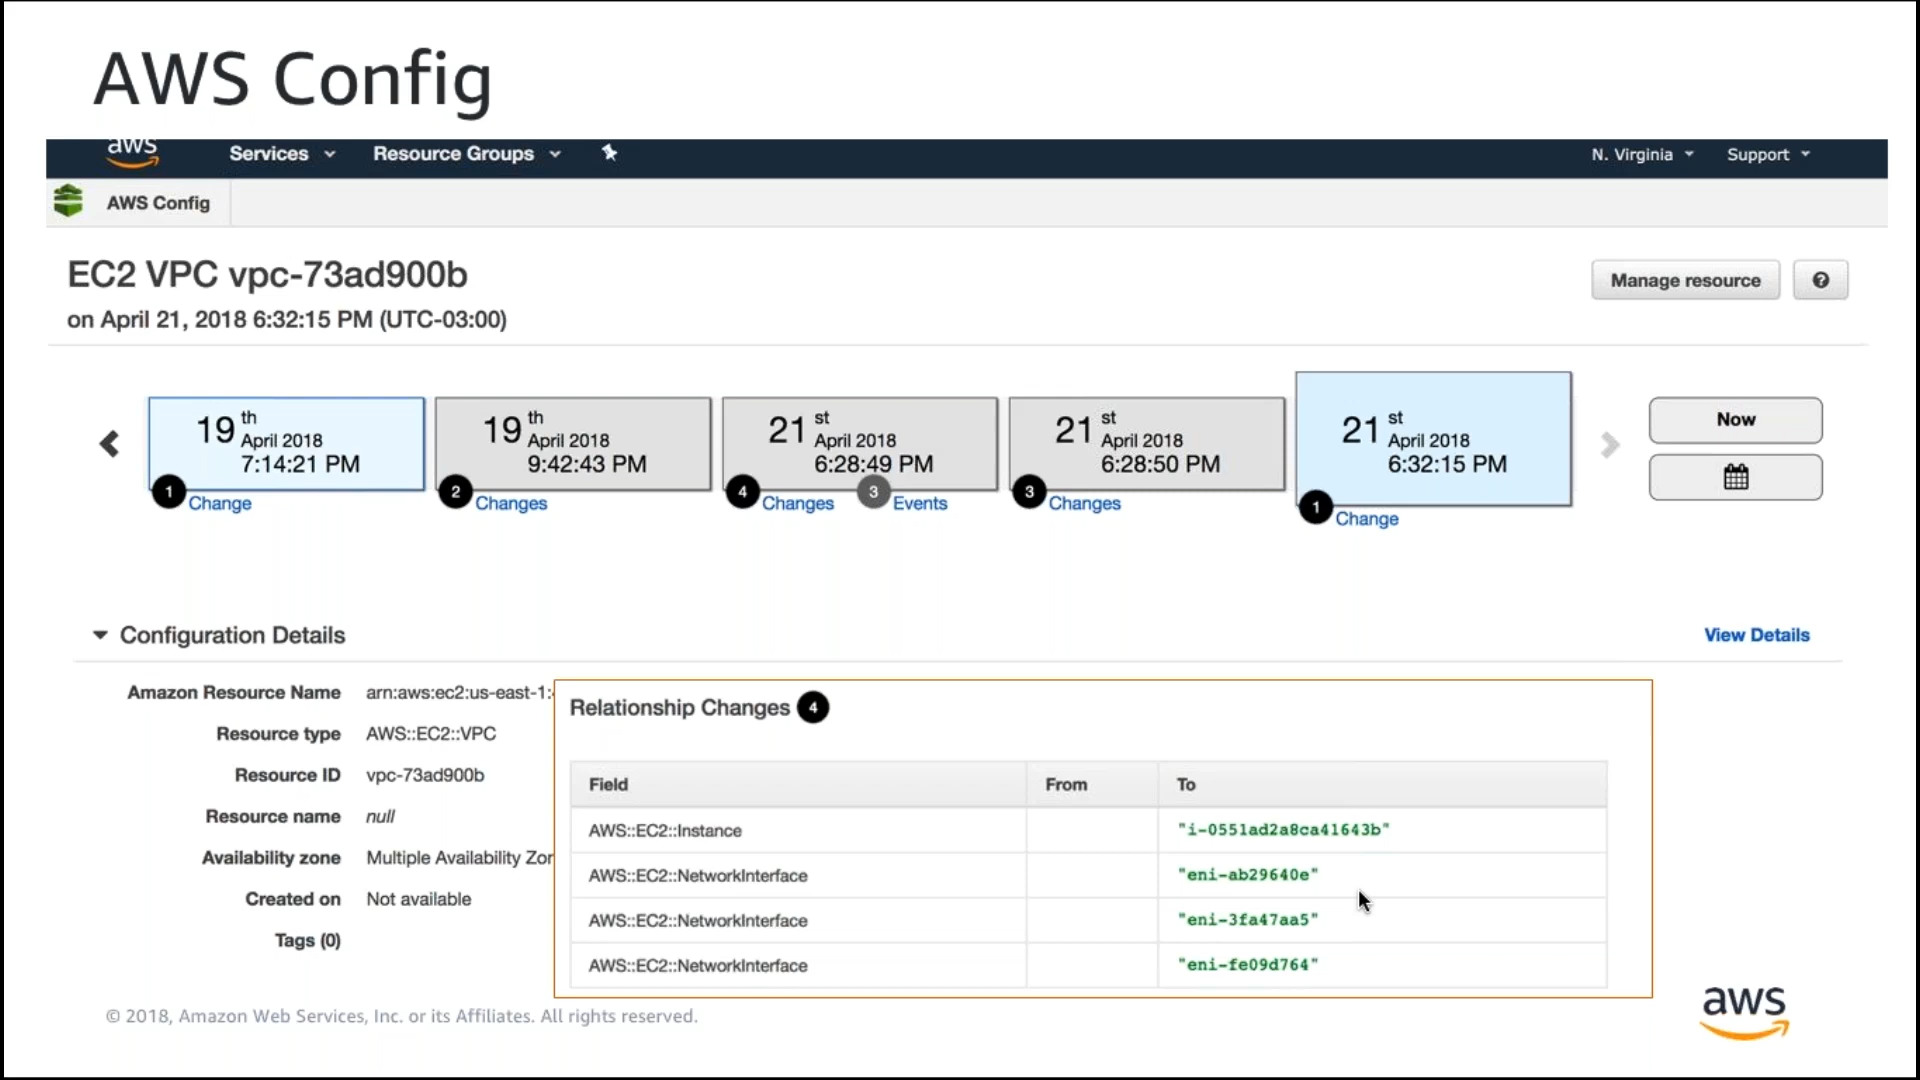 AWS Config
aws Services Resource Groups N. Virginia Support
AWS Config
EC2 VPC vpc-73ad900b
Manage resource ?
on April 21, 2018 6:32:15 PM (UTC-03:00)
19 th April 2018 7:14:21 PM
1 Change
19 th April 2018 9:42:43 PM
2 Changes
21 st April 2018 6:28:49 PM
4 Changes 3 Events
21 st April 2018 6:28:50 PM
3 Changes
21 st April 2018 6:32:15 PM
1 Change
Now
Configuration Details
View Details
Amazon Resource Name arn:aws:ec2:us-east-1:
Resource type AWS::EC2::VPC
Resource ID vpc-73ad900b
Resource name null
Availability zone Multiple Availability Zor
Created on Not available
Tags (0)
Relationship Changes 4
Field From To
AWS::EC2::Instance "i-0551ad2a8ca41643b"
AWS::EC2::NetworkInterface "eni-ab29640e"
AWS::EC2::NetworkInterface "eni-3fa47aa5"
AWS::EC2::NetworkInterface "eni-fe09d764"
© 2018, Amazon Web Services, Inc. or its Affiliates. All rights reserved.
aws